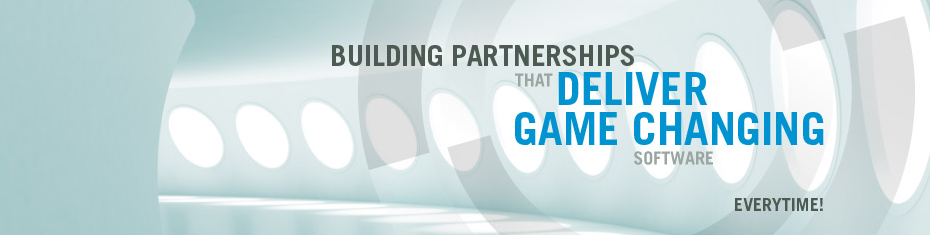 BUILDING PARTNERSHIPS
THAT DELIVER
GAME CHANGING
SOFTWARE
EVERYTIME!